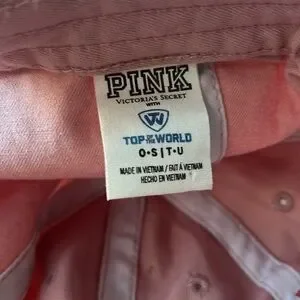 PINK
VICTORIA'S SECRET
WITH
TOP OF THE WORLD
O·S|T·U
MADE IN VIETNAM / FAIT À VIETNAM
HECHO EN VIETNAM